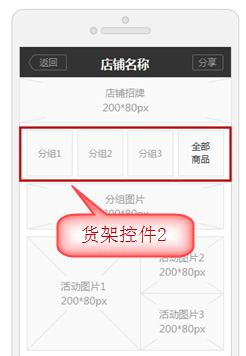 返回 店铺名称 分享
店铺招牌
200*80px
分组1 分组2 分组3 全部
商品
分组图片
200*80px
货架控件2
活动图片1
200*80px
活动图片2
200*80px
活动图片3
200*80px